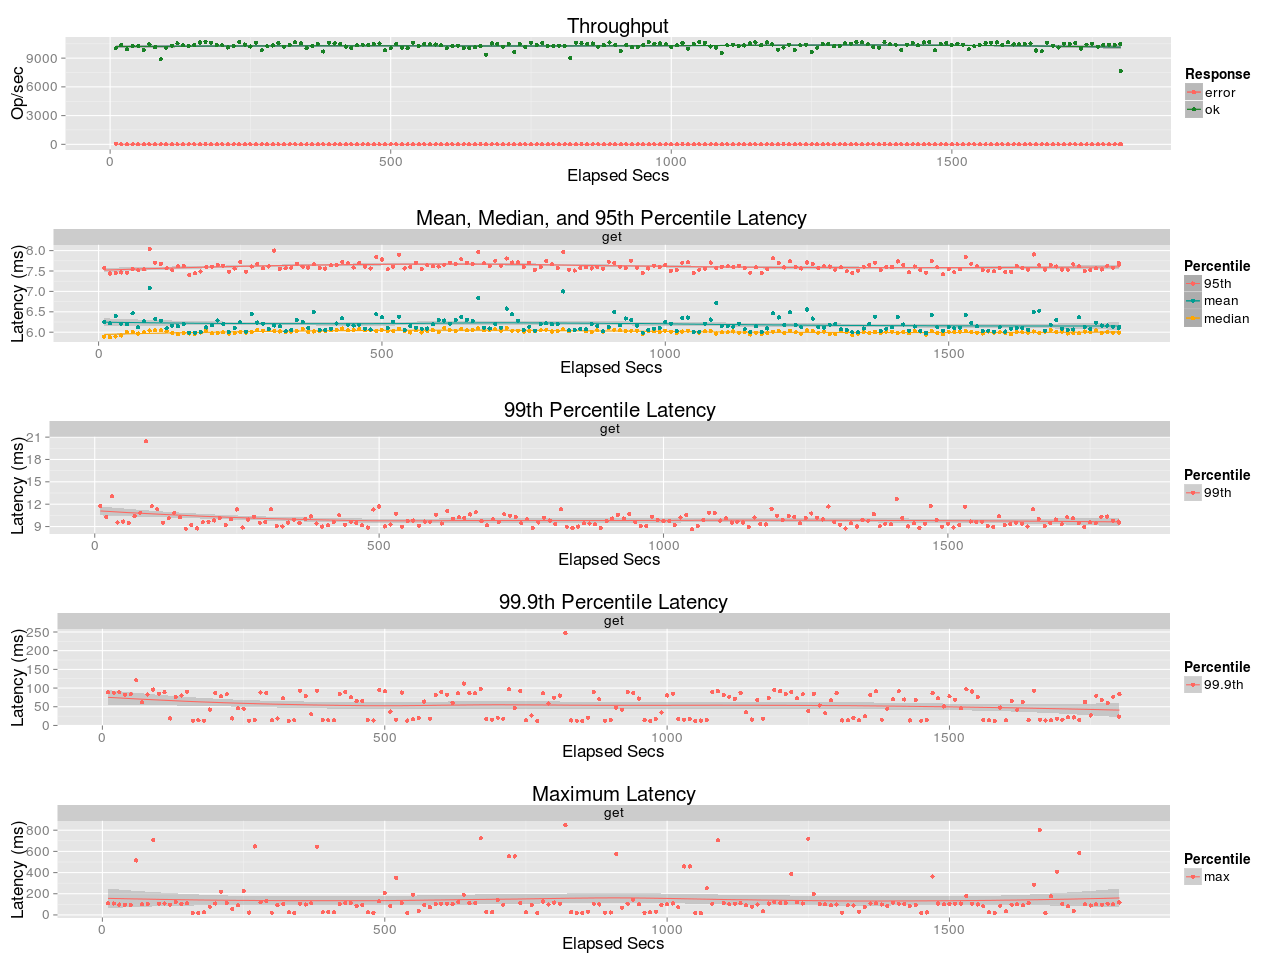 Throughput
Op/sec
9000
6000
3000
0
0
500
1000
1500
Elapsed Secs
Response
error
ok
Mean, Median, and 95th Percentile Latency
get
Latency (ms)
8.0
7.5
7.0
6.5
6.0
0
500
1000
1500
Elapsed Secs
Percentile
95th
mean
median
99th Percentile Latency
get
Latency (ms)
21
18
15
12
9
0
500
1000
1500
Elapsed Secs
Percentile
99th
99.9th Percentile Latency
get
Latency (ms)
250
200
150
100
50
0
0
500
1000
1500
Elapsed Secs
Percentile
99.9th
Maximum Latency
get
Latency (ms)
800
600
400
200
0
0
500
1000
1500
Elapsed Secs
Percentile
max